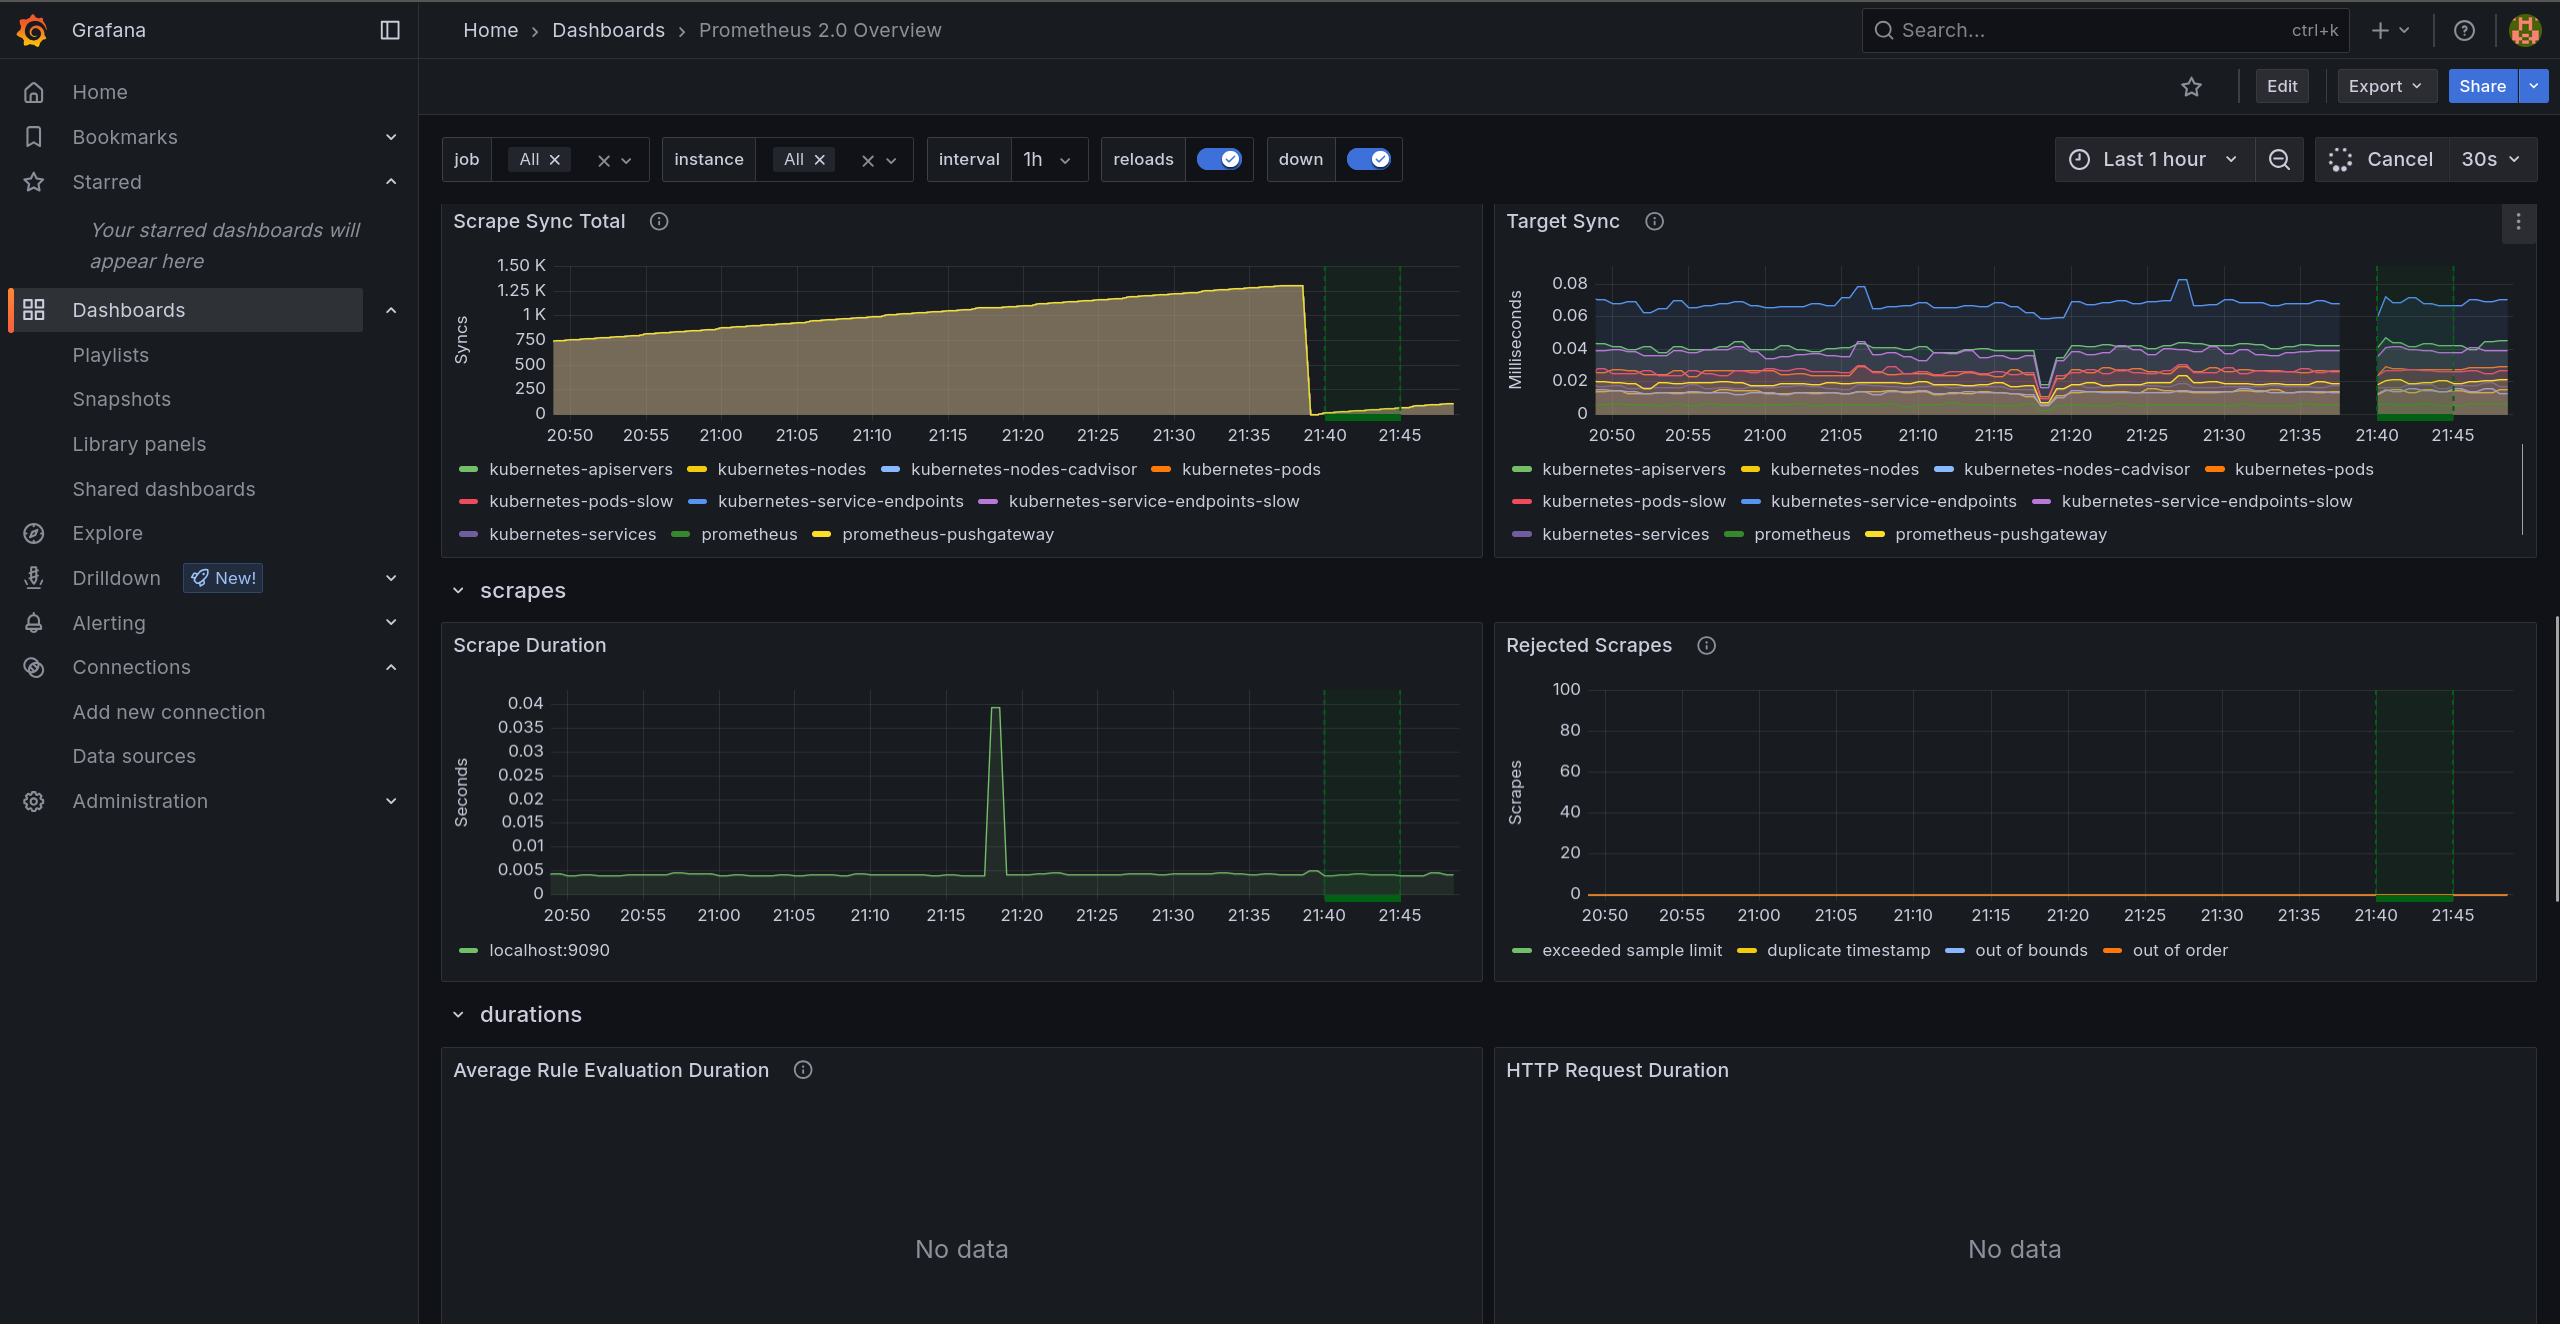 Grafana
Home › Dashboards › Prometheus 2.0 Overview
Search...
ctrl+k
Home
Bookmarks
Starred
Your starred dashboards will
appear here
Dashboards
Playlists
Snapshots
Library panels
Shared dashboards
Explore
Drilldown New!
Alerting
Connections
Add new connection
Data sources
Administration
Edit
Export
Share
job All
instance All
interval 1h
reloads
down
Last 1 hour
Cancel
30s
Scrape Sync Total
Syncs
1.50 K
1.25 K
1 K
750
500
250
0
20:50 20:55 21:00 21:05 21:10 21:15 21:20 21:25 21:30 21:35 21:40 21:45
kubernetes-apiservers kubernetes-nodes kubernetes-nodes-cadvisor kubernetes-pods
kubernetes-pods-slow kubernetes-service-endpoints kubernetes-service-endpoints-slow
kubernetes-services prometheus prometheus-pushgateway
Target Sync
Milliseconds
0.08
0.06
0.04
0.02
0
20:50 20:55 21:00 21:05 21:10 21:15 21:20 21:25 21:30 21:35 21:40 21:45
kubernetes-apiservers kubernetes-nodes kubernetes-nodes-cadvisor kubernetes-pods
kubernetes-pods-slow kubernetes-service-endpoints kubernetes-service-endpoints-slow
kubernetes-services prometheus prometheus-pushgateway
scrapes
Scrape Duration
Seconds
0.04
0.035
0.03
0.025
0.02
0.015
0.01
0.005
0
20:50 20:55 21:00 21:05 21:10 21:15 21:20 21:25 21:30 21:35 21:40 21:45
localhost:9090
Rejected Scrapes
Scrapes
100
80
60
40
20
0
20:50 20:55 21:00 21:05 21:10 21:15 21:20 21:25 21:30 21:35 21:40 21:45
exceeded sample limit duplicate timestamp out of bounds out of order
durations
Average Rule Evaluation Duration
No data
HTTP Request Duration
No data